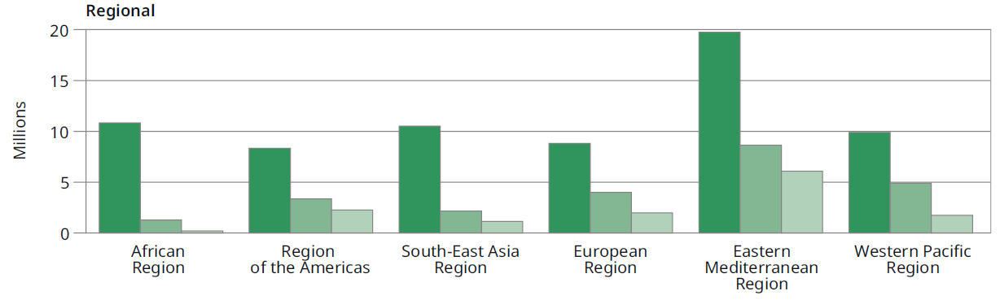 Regional
Millions
20
15
10
5
0
African
Region
Region
of the Americas
South-East Asia
Region
European
Region
Eastern
Mediterranean
Region
Western Pacific
Region